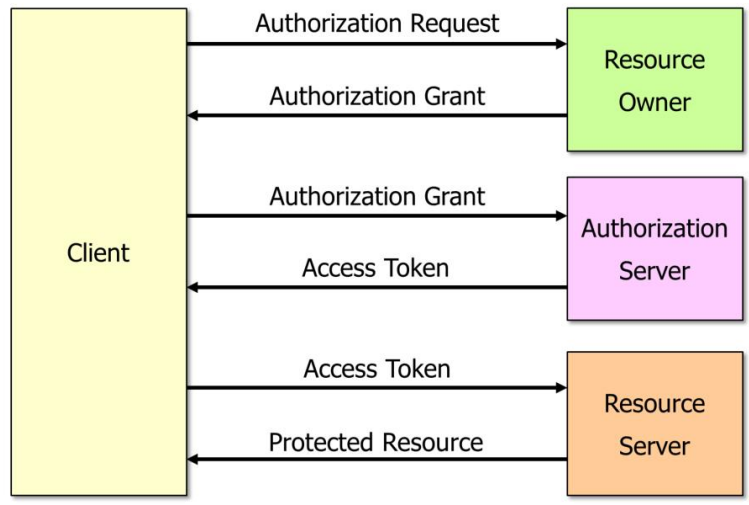 Authorization Request
Resource
Owner
Authorization Grant
Authorization Grant
Authorization
Server
Client
Access Token
Access Token
Resource
Server
Protected Resource